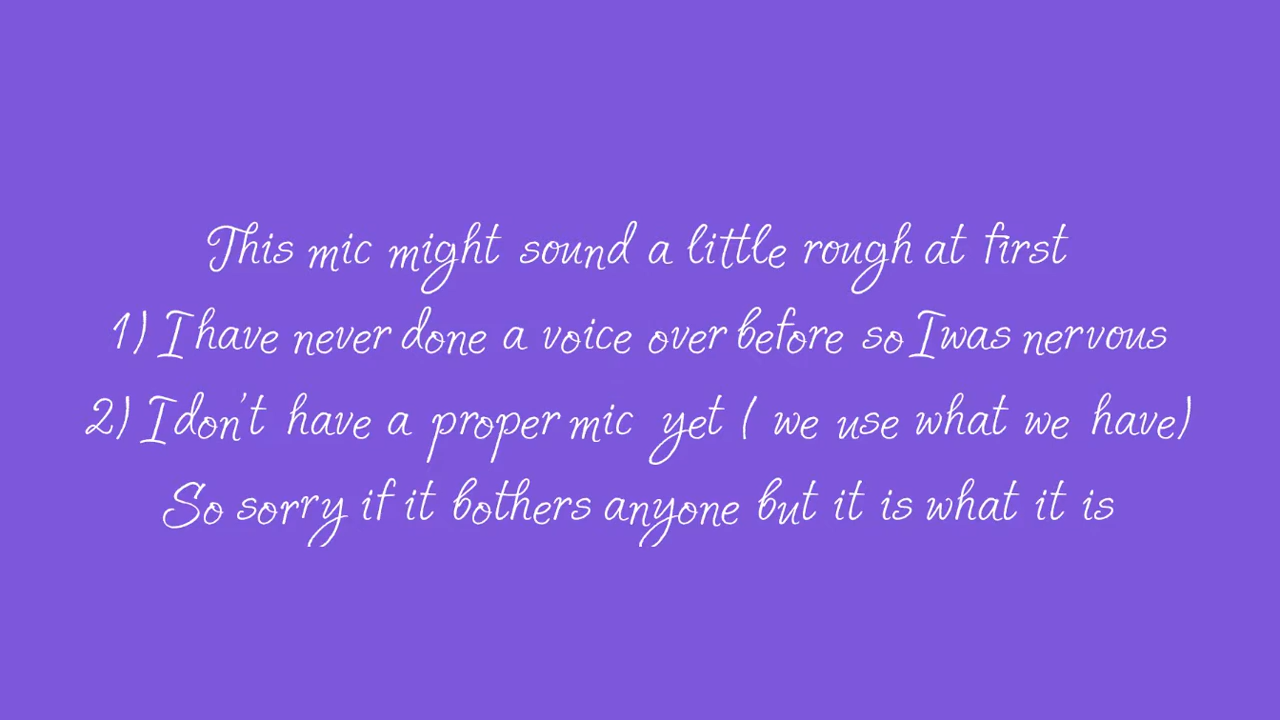 This mic might sound a little rough at first
1) I have never done a voice over before so I was nervous
2) I don't have a proper mic yet ( we use what we have)
So sorry if it bothers anyone but it is what it is